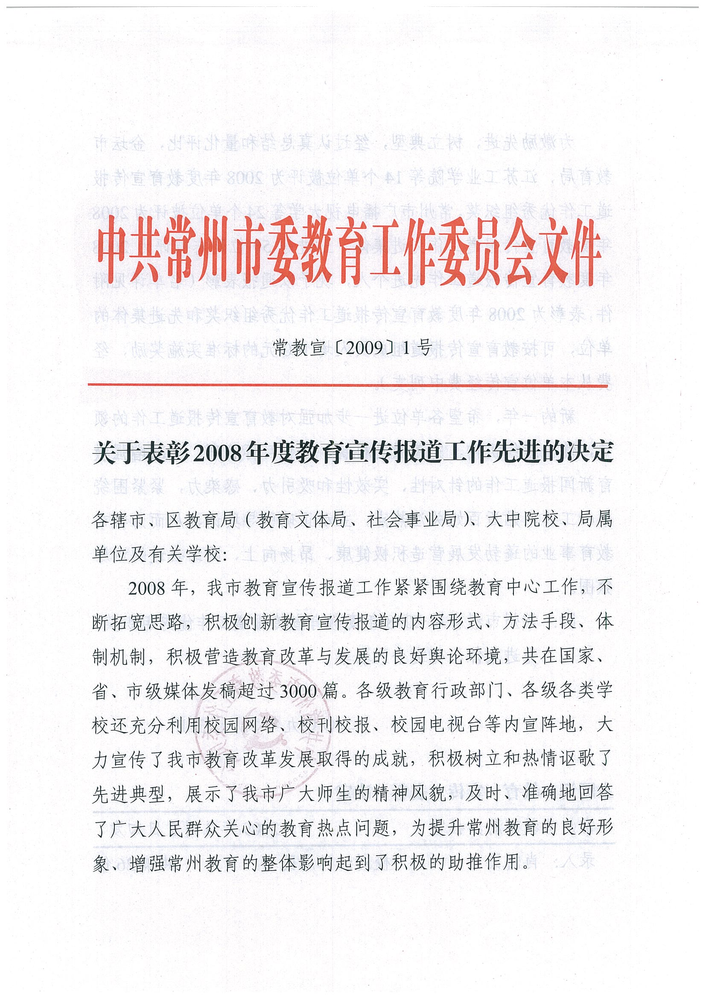 中共常州市委教育工作委员会文件
常教宣〔2009〕1号
关于表彰2008年度教育宣传报道工作先进的决定
各辖市、区教育局（教育文体局、社会事业局）、大中院校、局属
单位及有关学校：
2008 年，我市教育宣传报道工作紧紧围绕教育中心工作，不
断拓宽思路，积极创新教育宣传报道的内容形式、方法手段、体
制机制，积极营造教育改革与发展的良好舆论环境，共在国家、
省、市级媒体发稿超过 3000 篇。各级教育行政部门、各级各类学
校还充分利用校园网络、校刊校报、校园电视台等内宣阵地，大
力宣传了我市教育改革发展取得的成就，积极树立和热情讴歌了
先进典型，展示了我市广大师生的精神风貌，及时、准确地回答
了广大人民群众关心的教育热点问题，为提升常州教育的良好形
象、增强常州教育的整体影响起到了积极的助推作用。